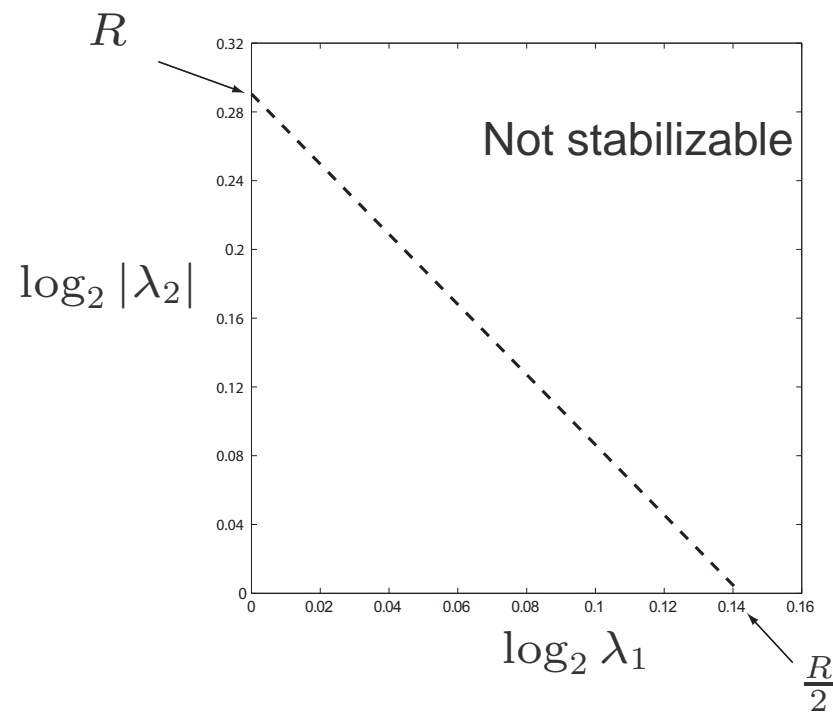 R
0.32
0.28
Not stabilizable
0.24
0.2
log₂ |λ₂|
0.16
0.12
0.08
0.04
0
0 0.02 0.04 0.06 0.08 0.1 0.12 0.14 0.16
log₂ λ₁
R/2